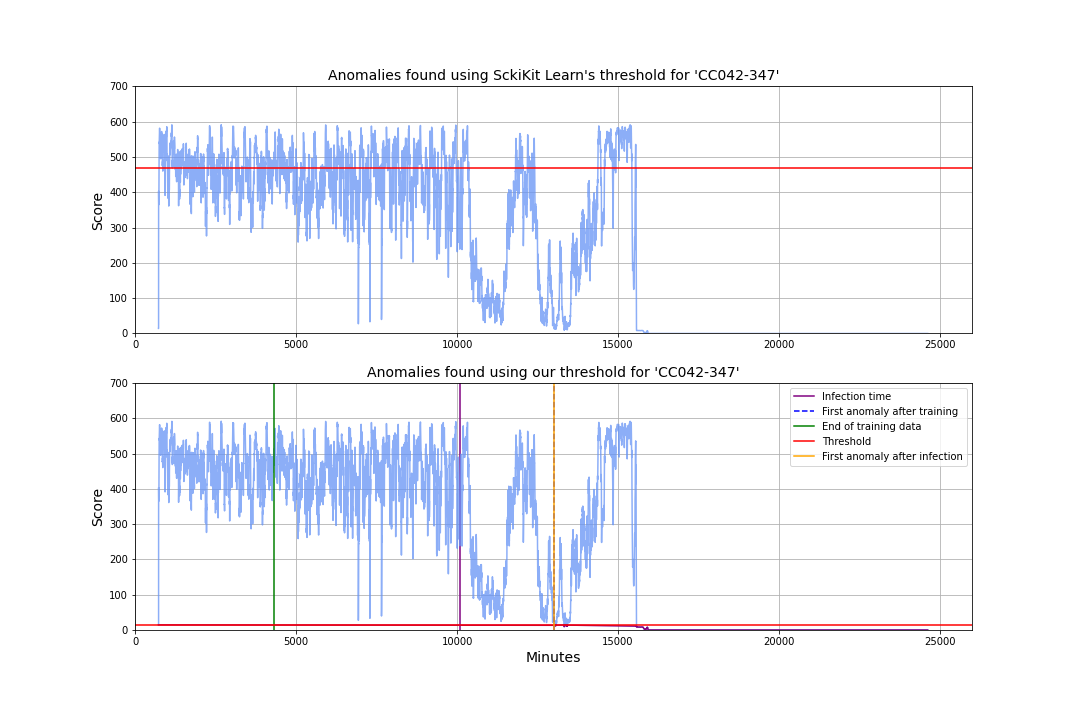 Anomalies found using SckiKit Learn's threshold for 'CC042-347'
700
600
500
400
300
200
100
0
Score
0 5000 10000 15000 20000 25000
Anomalies found using our threshold for 'CC042-347'
700
600
500
400
300
200
100
0
Score
Infection time
First anomaly after training
End of training data
Threshold
First anomaly after infection
0 5000 10000 15000 20000 25000
Minutes